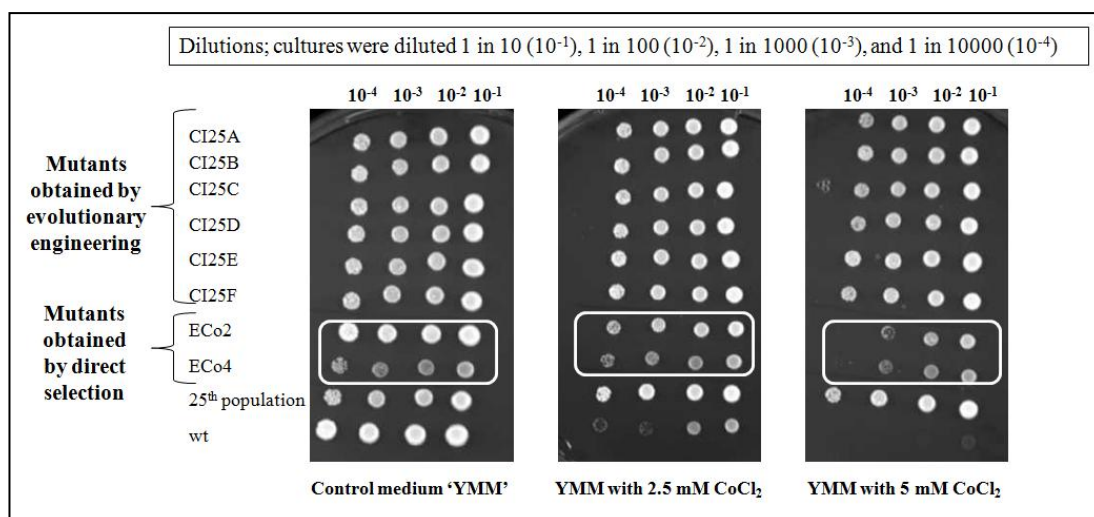 Dilutions; cultures were diluted 1 in 10 (10⁻¹), 1 in 100 (10⁻²), 1 in 1000 (10⁻³), and 1 in 10000 (10⁻⁴)
10⁻⁴ 10⁻³ 10⁻² 10⁻¹
10⁻⁴ 10⁻³ 10⁻² 10⁻¹
10⁻⁴ 10⁻³ 10⁻² 10⁻¹
Mutants
obtained by
evolutionary
engineering
CI25A
CI25B
CI25C
CI25D
CI25E
CI25F
Mutants
obtained
by direct
selection
ECo2
ECo4
25th population
wt
Control medium ‘YMM’
YMM with 2.5 mM CoCl₂
YMM with 5 mM CoCl₂